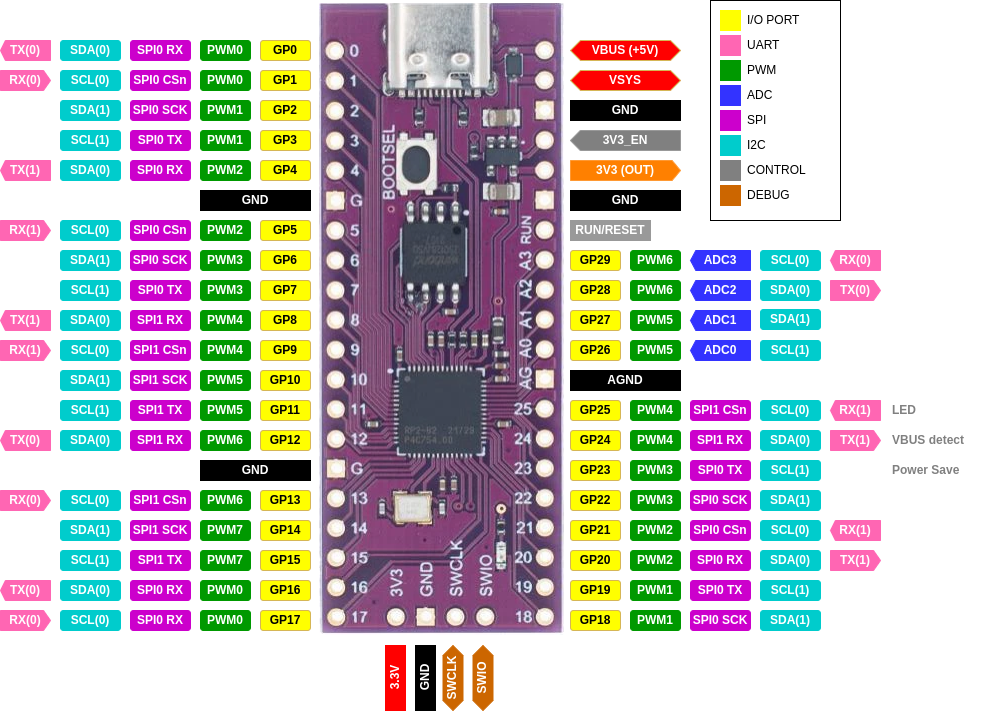 TX(0) SDA(0) SPI0 RX PWM0 GP0 0 VBUS (+5V) I/O PORT
UART
RX(0) SCL(0) SPI0 CSn PWM0 GP1 1 VSYS PWM
ADC
SDA(1) SPI0 SCK PWM1 GP2 2 GND SPI
SCL(1) SPI0 TX PWM1 GP3 3 BOOTSEL 3V3_EN I2C
TX(1) SDA(0) SPI0 RX PWM2 GP4 4 3V3 (OUT) CONTROL
GND G GND DEBUG
RX(1) SCL(0) SPI0 CSn PWM2 GP5 5 RUN RUN/RESET
SDA(0) SPI0 SCK PWM3 GP6 6 winbond A3 GP29 PWM6 ADC3 SCL(0) RX(0)
SCL(1) SPI0 TX PWM3 GP7 7 A2 GP28 PWM6 ADC2 SDA(0) TX(0)
TX(1) SDA(0) SPI1 RX PWM4 GP8 8 A1 GP27 PWM5 ADC1 SDA(1)
RX(1) SCL(0) SPI1 CSn PWM4 GP9 9 A0 GP26 PWM5 ADC0 SCL(1)
SDA(1) SPI1 SCK PWM5 GP10 10 AG AGND
SCL(1) SPI1 TX PWM5 GP11 11 25 GP25 PWM4 SPI1 CSn SCL(0) RX(1) LED
TX(0) SDA(0) SPI1 RX PWM6 GP12 12 RP2-B2 21/29 24 GP24 PWM4 SPI1 RX SDA(0) TX(1) VBUS detect
P4C754.00
GND G 23 GP23 PWM3 SPI0 TX SCL(1) Power Save
RX(0) SCL(0) SPI1 CSn PWM6 GP13 13 22 GP22 PWM3 SPI0 SCK SDA(1)
SDA(1) SPI1 SCK PWM7 GP14 14 21 GP21 PWM2 SPI0 CSn SCL(0) RX(1)
SCL(1) SPI1 TX PWM7 GP15 15 20 GP20 PWM2 SPI0 RX SDA(0) TX(1)
TX(0) SDA(0) SPI0 RX PWM0 GP16 16 3V3 GND SWCLK SWIO 19 GP19 PWM1 SPI0 TX SCL(1)
RX(0) SCL(0) SPI0 RX PWM0 GP17 17 18 GP18 PWM1 SPI0 SCK SDA(1)
3.3V GND SWCLK SWIO